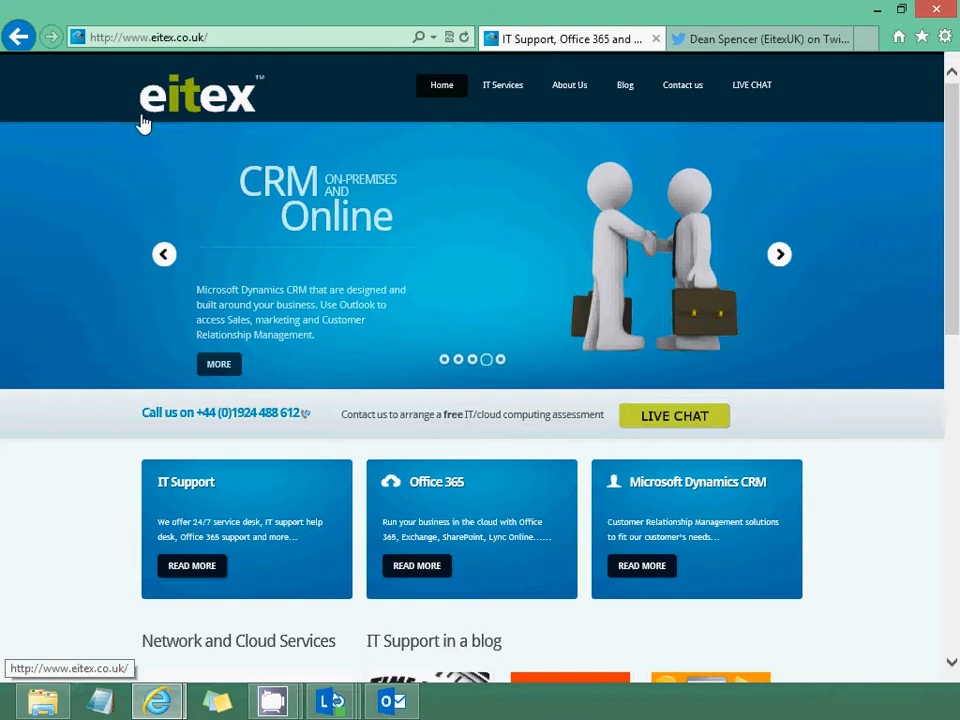 http://www.eitex.co.uk/
IT Support, Office 365 and ...
Dean Spencer (EitexUK) on Twi...
eitex™
Home
IT Services
About Us
Blog
Contact us
LIVE CHAT
CRM ON-PREMISES
AND
Online
Microsoft Dynamics CRM that are designed and
built around your business. Use Outlook to
access Sales, marketing and Customer
Relationship Management.
MORE
Call us on +44 (0)1924 488 612
Contact us to arrange a free IT/cloud computing assessment
LIVE CHAT
IT Support
We offer 24/7 service desk, IT support help
desk, Office 365 support and more...
READ MORE
Office 365
Run your business in the cloud with Office
365, Exchange, SharePoint, Lync Online......
READ MORE
Microsoft Dynamics CRM
Customer Relationship Management solutions
to fit our customer's needs...
READ MORE
Network and Cloud Services
IT Support in a blog
TIME
http://www.eitex.co.uk/